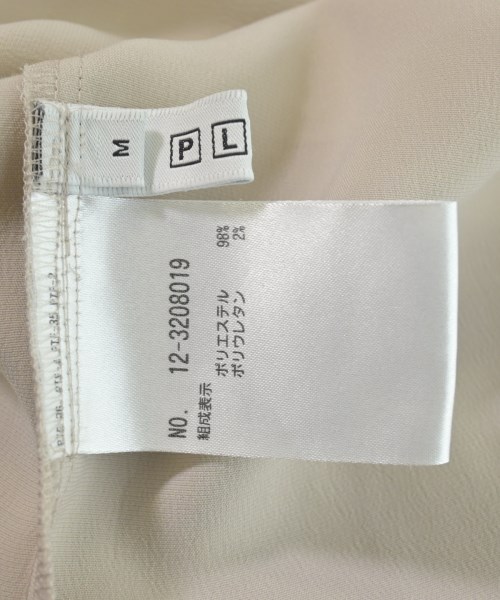 M
P L
NO. 12-3208019
組成表示
ポリエステル 98%
ポリウレタン 2%